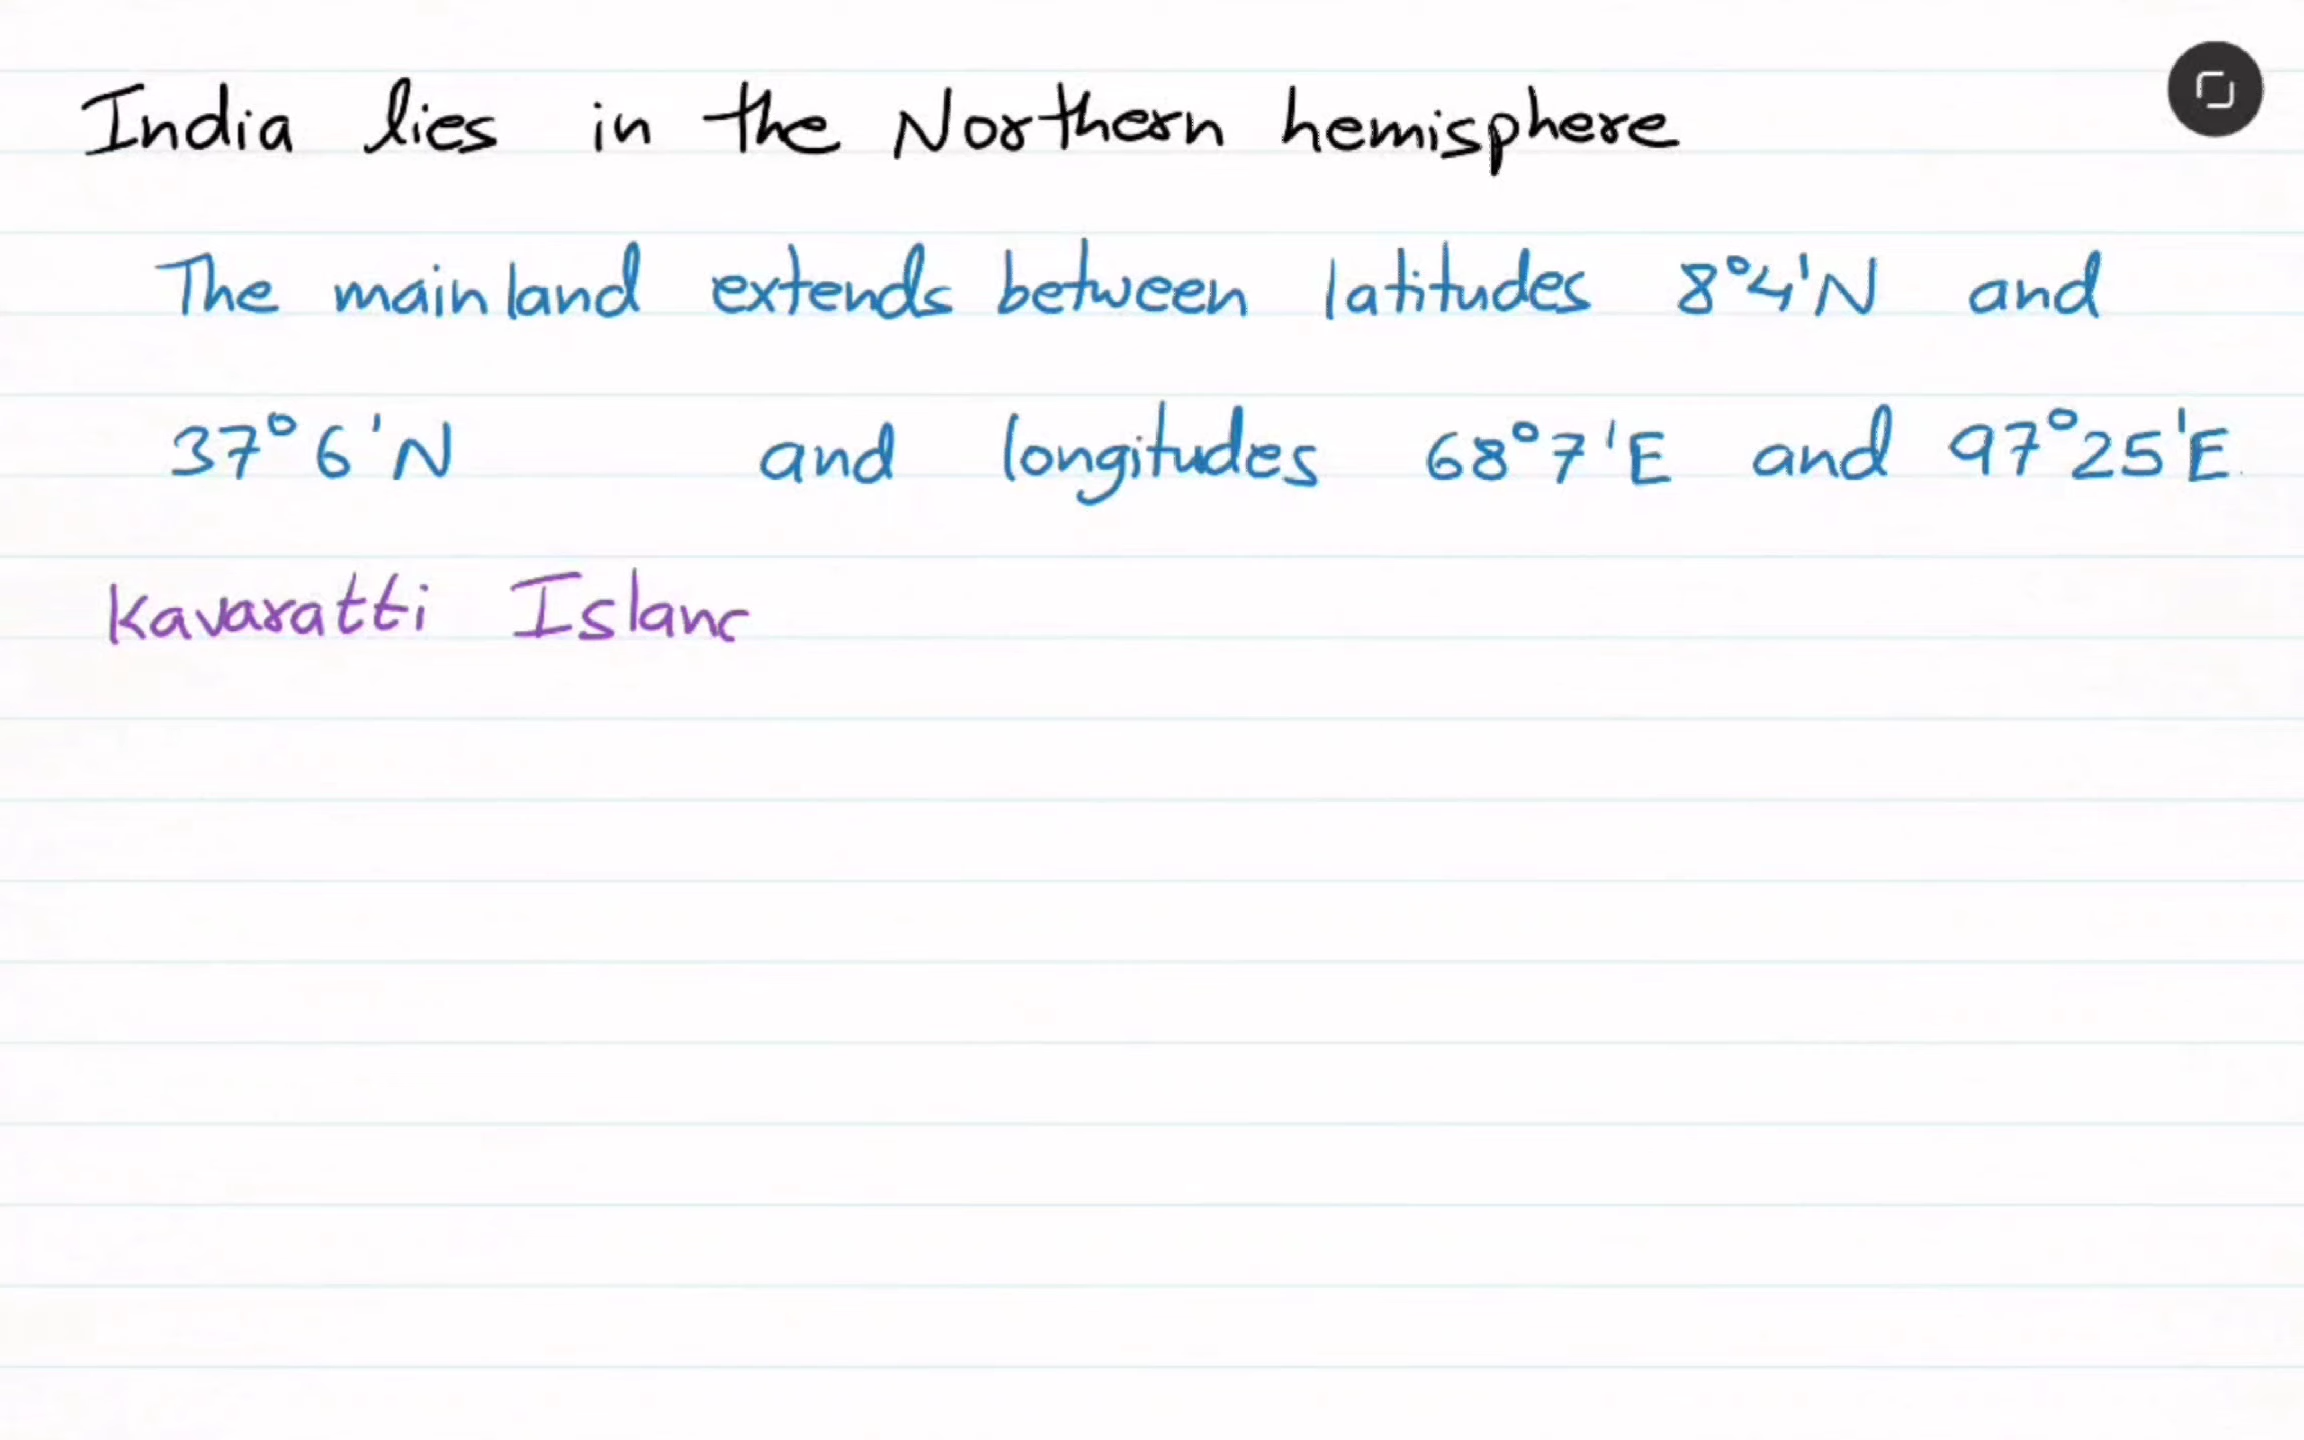 India lies in the Northern hemisphere
The mainland extends between latitudes 8°4'N and
37°6'N and longitudes 68°7'E and 97°25'E.
Kavaratti Islanc